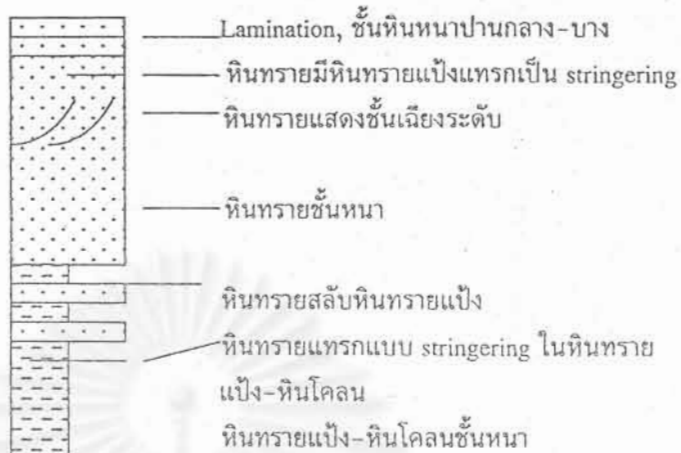 Lamination, ชั้นหินหนาปานกลาง-บาง
หินทรายมีหินทรายแป้งแทรกเป็น stringering
หินทรายแสดงชั้นเฉียงระดับ
หินทรายชั้นหนา
หินทรายสลับหินทรายแป้ง
หินทรายแทรกแบบ stringering ในหินทราย
แป้ง-หินโคลน
หินทรายแป้ง-หินโคลนชั้นหนา